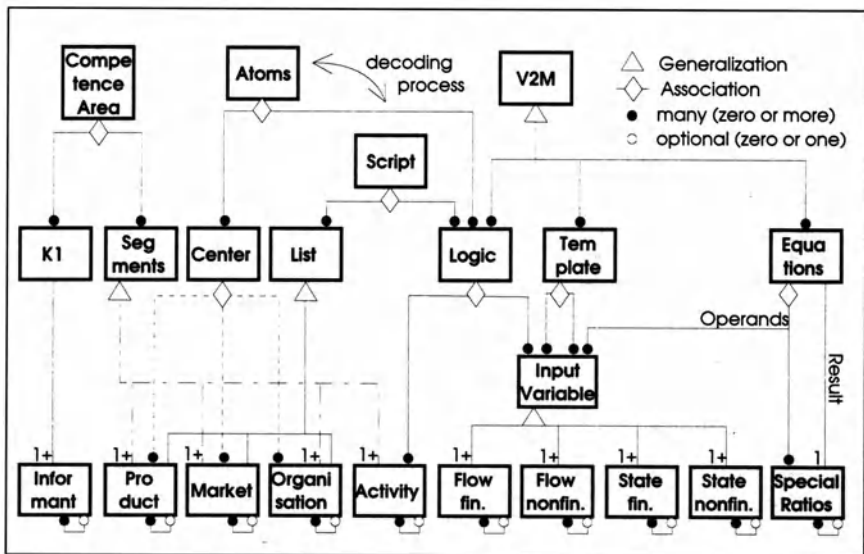 Compe
tence
Area
Atoms
decoding
process
V2M
Generalization
Association
many (zero or more)
optional (zero or one)
Script
K1
Seg
ments
Center
List
Logic
Tem
plate
Equa
tions
Operands
Input
Variable
Result
1+
1+
1+
1+
1+
1+
1+
1+
1+
1
Infor
mant
Pro
duct
Market
Organi
sation
Activity
Flow
fin.
Flow
nonfin.
State
fin.
State
nonfin.
Special
Ratios